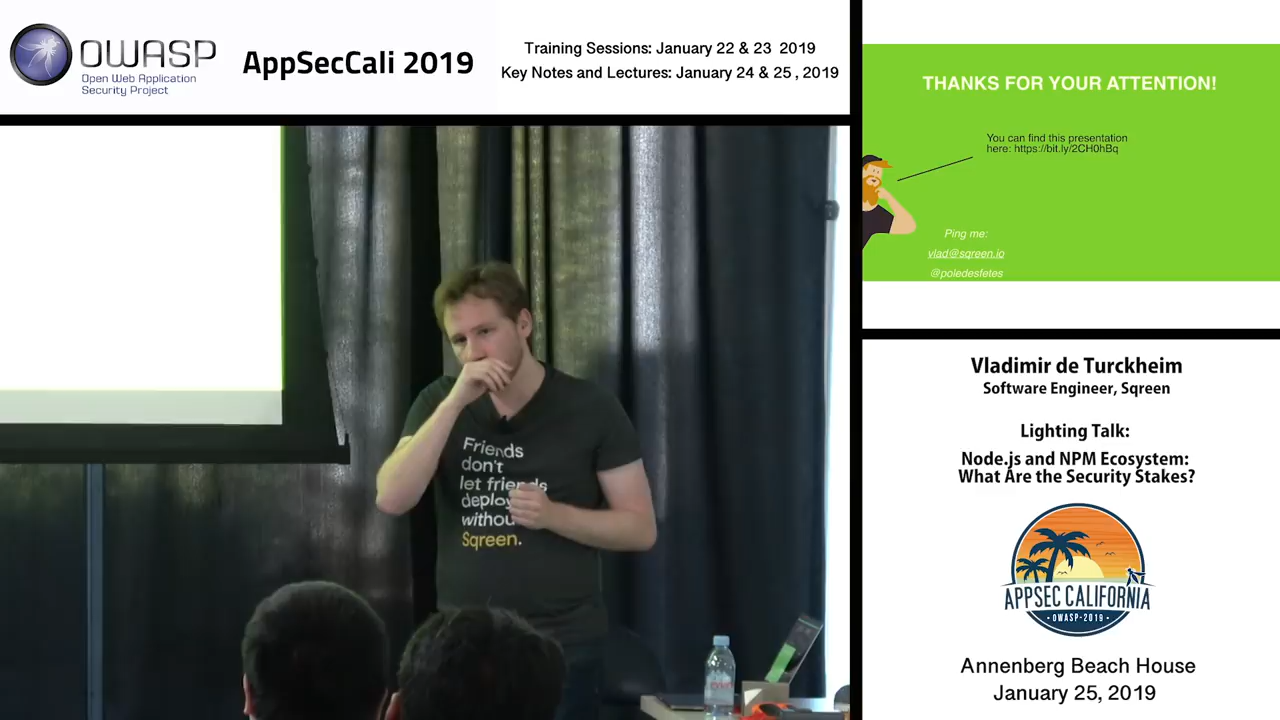 OWASP
Open Web Application
Security Project
AppSecCali 2019
Training Sessions: January 22 & 23 2019
Key Notes and Lectures: January 24 & 25, 2019
THANKS FOR YOUR ATTENTION!
You can find this presentation
here: https://bit.ly/2CH0hBq
Ping me:
vlad@sqreen.io
@poledesfetes
Friends
don't
let friends
deploy
Sqreen.
Vladimir de Turckheim
Software Engineer, Sqreen
Lighting Talk:
Node.js and NPM Ecosystem:
What Are the Security Stakes?
APPSEC CALIFORNIA
• OWASP-2019 •
Annenberg Beach House
January 25, 2019